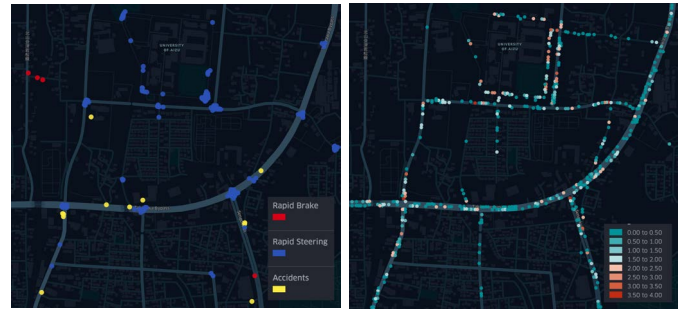 UNIVERSITY
OF AIZU
Rapid Brake
Rapid Steering
Accidents
UNIVERSITY
OF AIZU
0.00 to 0.50
0.50 to 1.00
1.00 to 1.50
1.50 to 2.00
2.00 to 2.50
2.50 to 3.00
3.00 to 3.50
3.50 to 4.00